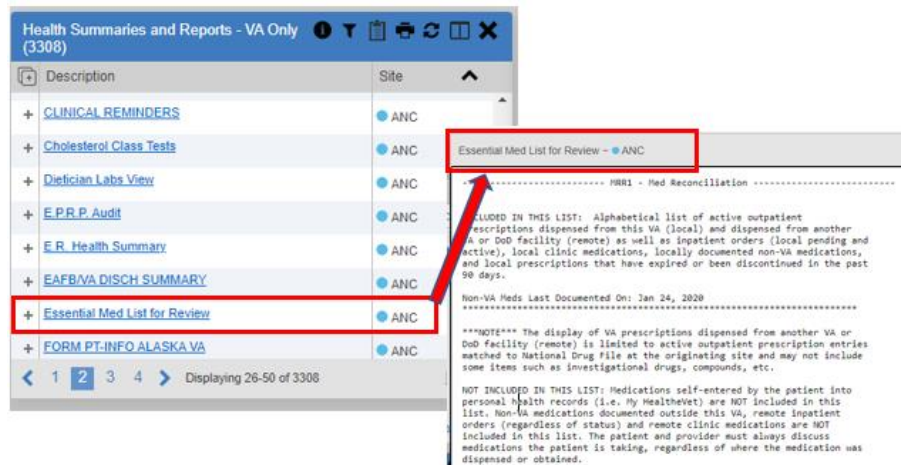 Health Summaries and Reports - VA Only
(3308)
Description Site
CLINICAL REMINDERS ANC
Cholesterol Class Tests ANC
Dietician Labs View ANC
E.P.R.P. Audit ANC
E.R. Health Summary ANC
EAFB/VA DISCH SUMMARY ANC
Essential Med List for Review ANC
FORM PT-INFO ALASKA VA ANC
1 2 3 4 Displaying 26-50 of 3308
Essential Med List for Review - ANC
---------------------- MRR1 - Med Reconciliation ------------------------
INCLUDED IN THIS LIST: Alphabetical list of active outpatient
prescriptions dispensed from this VA (local) and dispensed from another
VA or DoD facility (remote) as well as inpatient orders (local pending and
active), local clinic medications, locally documented non-VA medications,
and local prescriptions that have expired or been discontinued in the past
90 days.
Non-VA Meds Last Documented On: Jan 24, 2020
******************************************************************
***NOTE*** The display of VA prescriptions dispensed from another VA or
DoD facility (remote) is limited to active outpatient prescription entries
matched to National Drug File at the originating site and may not include
some items such as investigational drugs, compounds, etc.
NOT INCLUDED IN THIS LIST: Medications self-entered by the patient into
personal health records (i.e. My HealtheVet) are NOT included in this
list. Non-VA medications documented outside this VA, remote inpatient
orders (regardless of status) and remote clinic medications are NOT
included in this list. The patient and provider must always discuss
medications the patient is taking, regardless of where the medication was
dispensed or obtained.